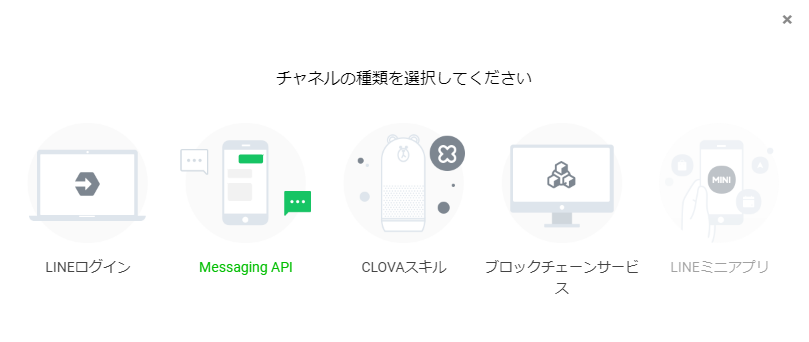 チャネルの種類を選択してください
MINI
LINEログイン
Messaging API
CLOVAスキル
ブロックチェーンサービ
ス
LINEミニアプリ